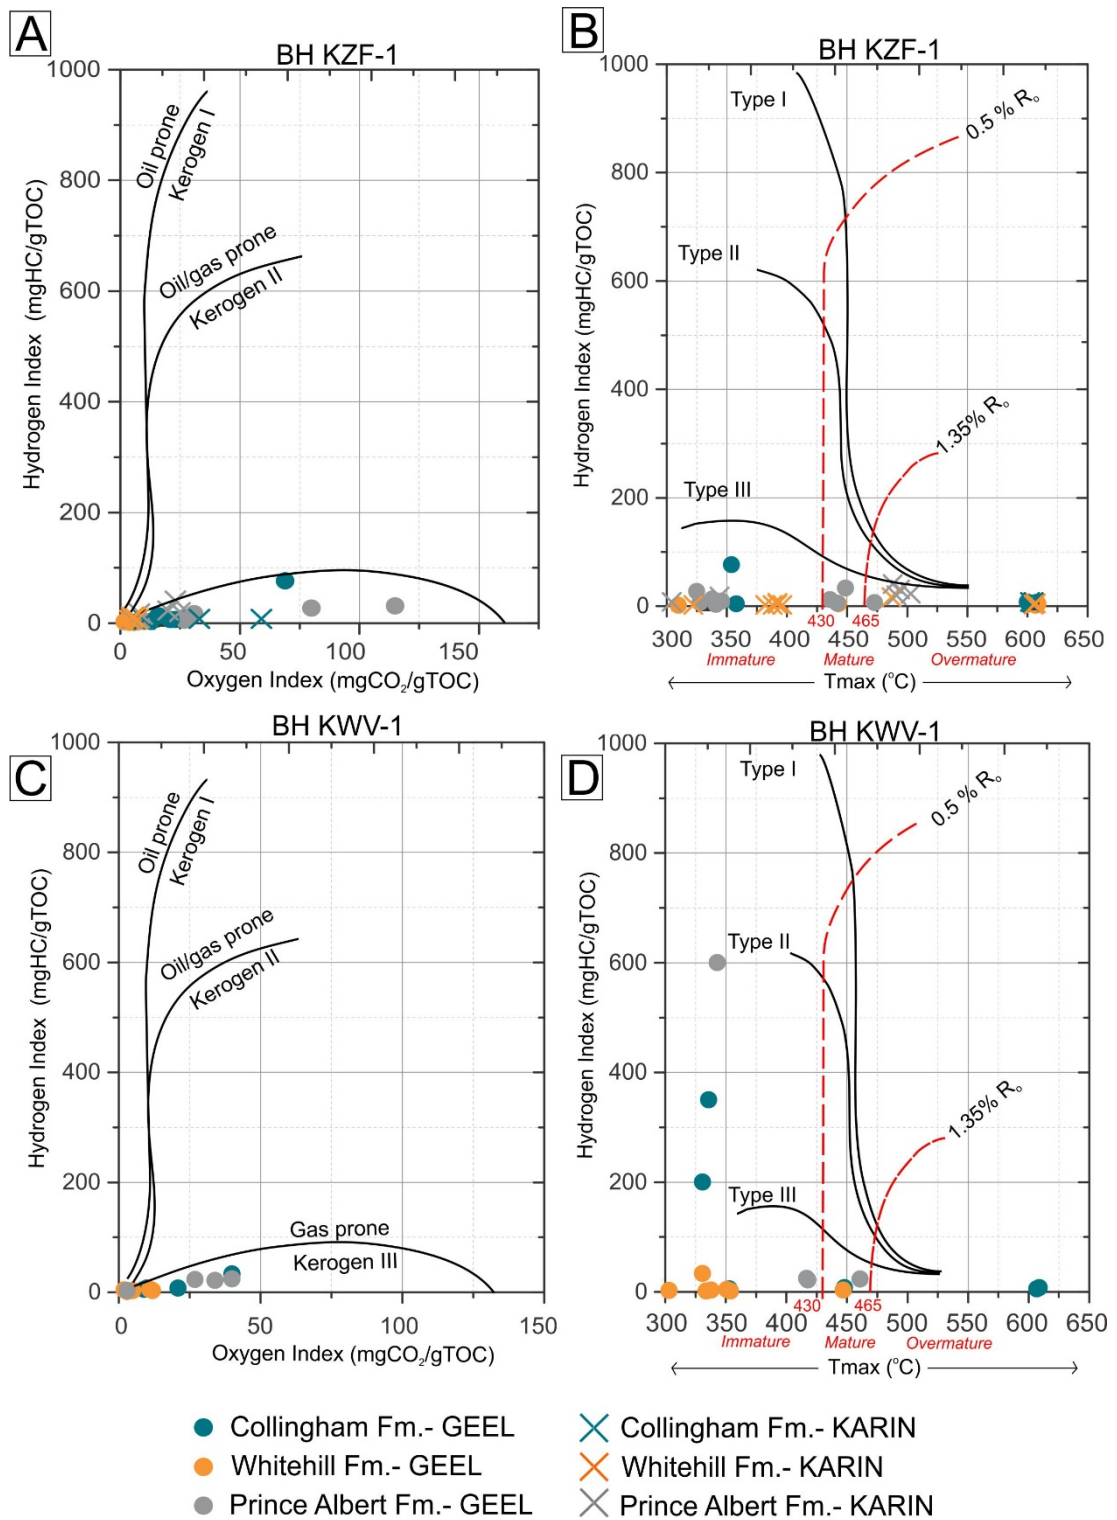 A
BH KZF-1
1000
800
600
400
200
0
Hydrogen Index (mgHC/gTOC)
Oil prone
Kerogen I
Oil/gas prone
Kerogen II
0 50 100 150
Oxygen Index (mgCO₂/gTOC)
B
BH KZF-1
1000
800
600
400
200
0
Hydrogen Index (mgHC/gTOC)
Type I
Type II
Type III
0.5 % Rₒ
1.35% Rₒ
300 350 400 450 500 550 600 650
430 465
Immature Mature Overmature
Tmax (°C)
C
BH KWV-1
1000
800
600
400
200
0
Hydrogen Index (mgHC/gTOC)
Oil prone
Kerogen I
Oil/gas prone
Kerogen II
Gas prone
Kerogen III
0 50 100 150
Oxygen Index (mgCO₂/gTOC)
D
BH KWV-1
1000
800
600
400
200
0
Hydrogen Index (mgHC/gTOC)
Type I
Type II
Type III
0.5 % Rₒ
1.35% Rₒ
430 465
300 350 400 450 500 550 600 650
Immature Mature Overmature
Tmax (°C)
Collingham Fm.- GEEL
Whitehill Fm.- GEEL
Prince Albert Fm.- GEEL
Collingham Fm.- KARIN
Whitehill Fm.- KARIN
Prince Albert Fm.- KARIN